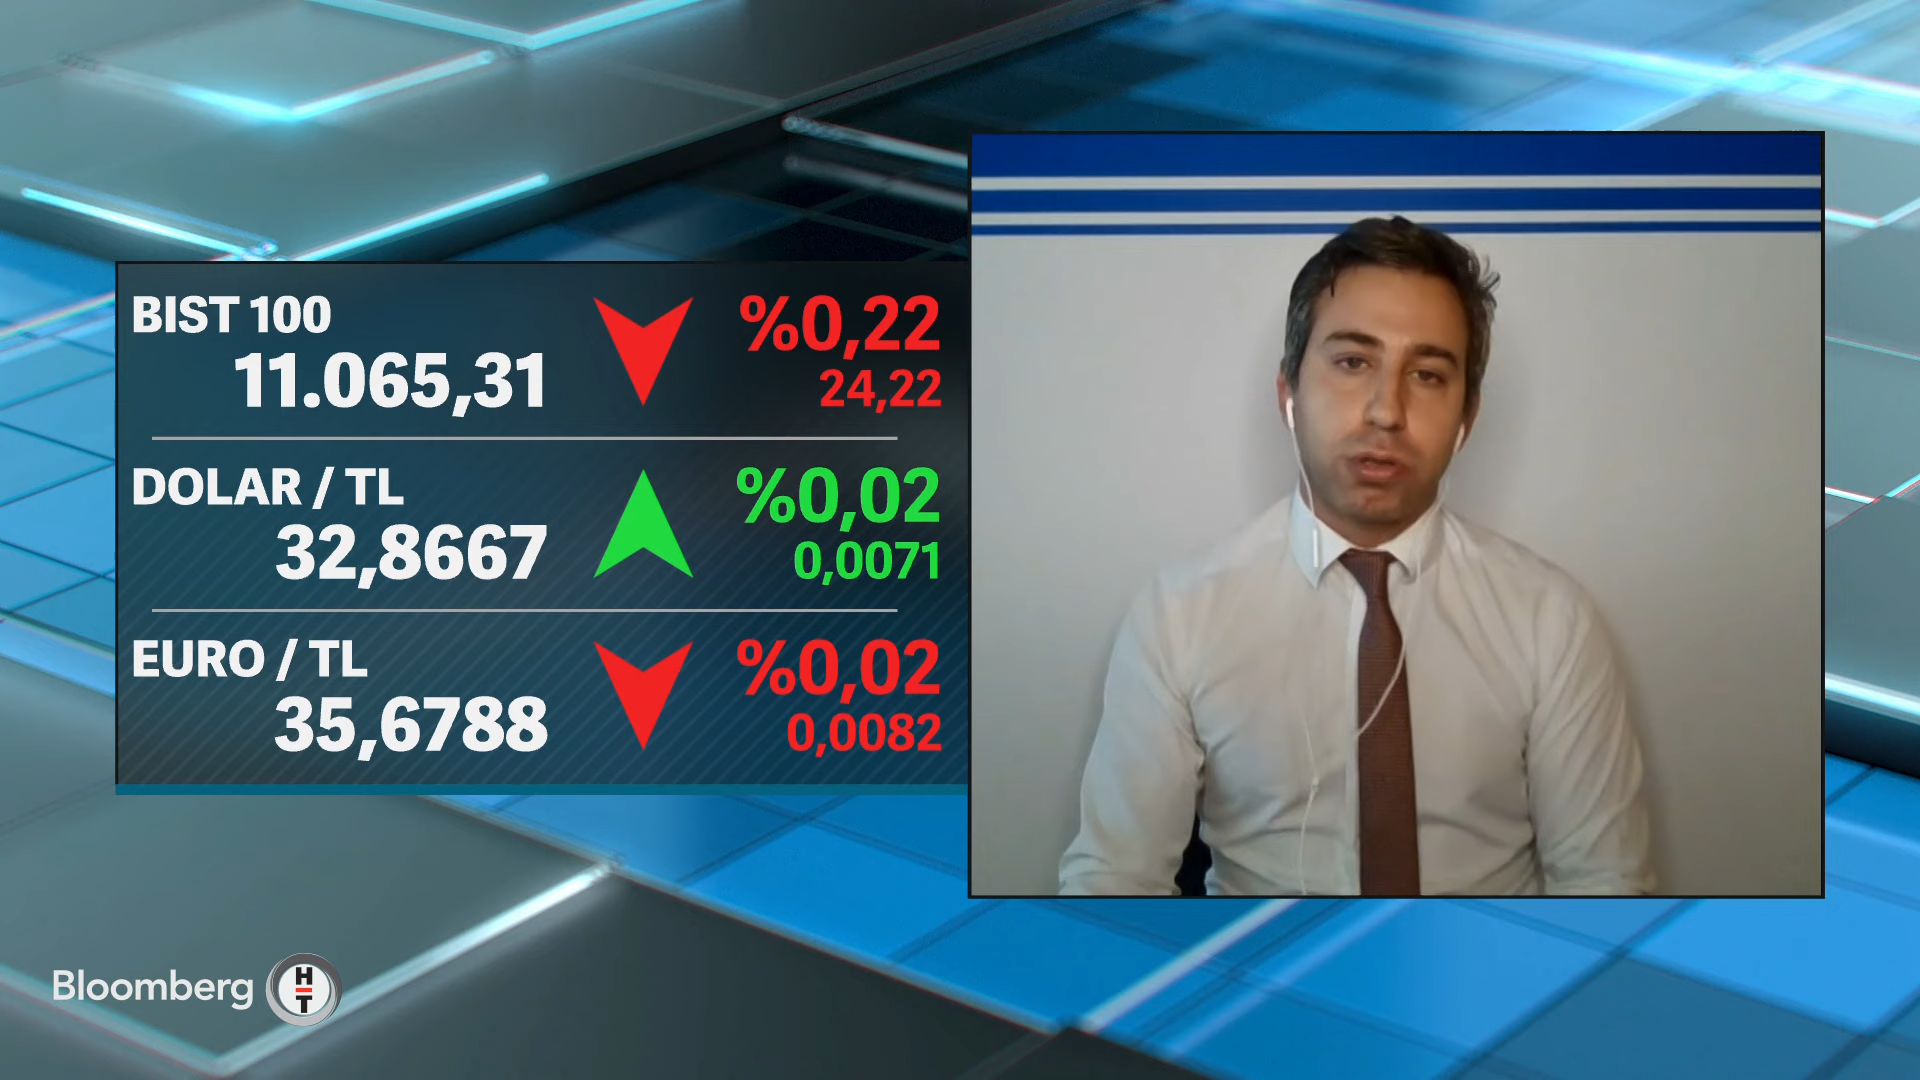 BIST 100
11.065,31
%0,22
24,22
DOLAR / TL
32,8667
%0,02
0,0071
EURO / TL
35,6788
%0,02
0,0082
Bloomberg HT